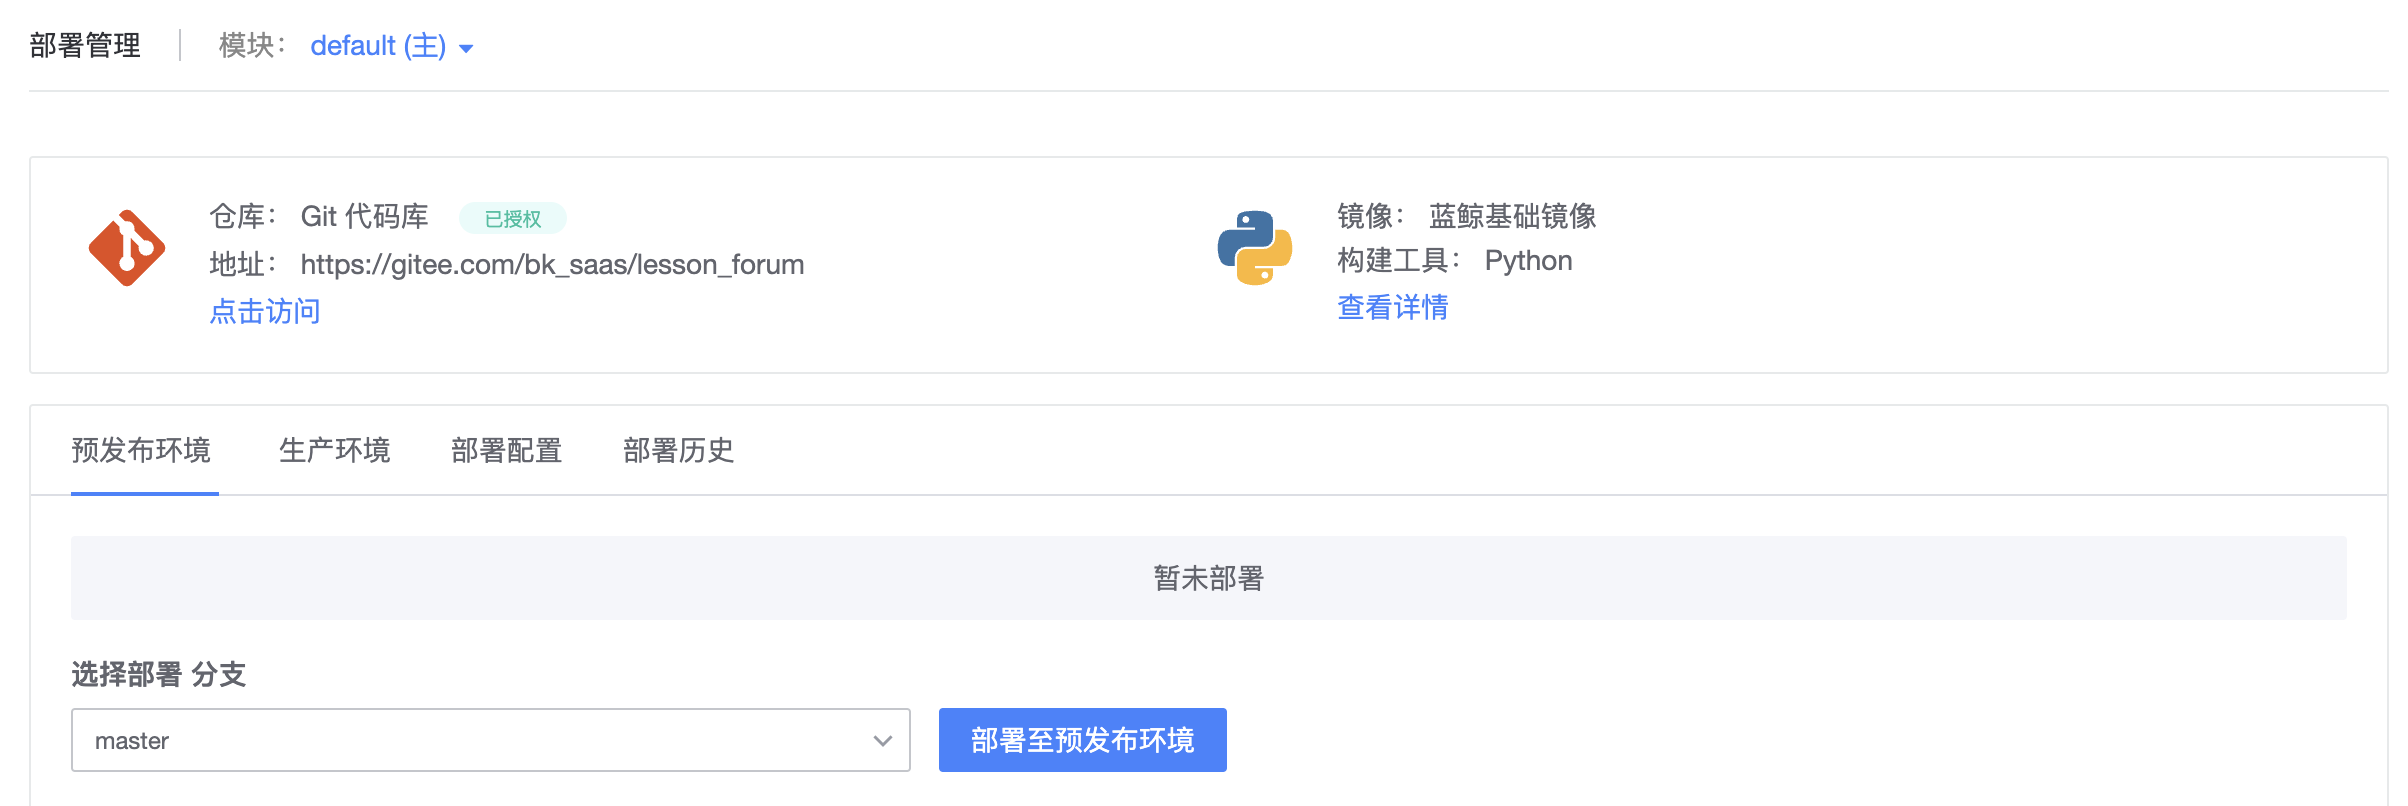 部署管理 模块： default (主)
仓库： Git 代码库 已授权
地址： https://gitee.com/bk_saas/lesson_forum
点击访问
镜像： 蓝鲸基础镜像
构建工具： Python
查看详情
预发布环境 生产环境 部署配置 部署历史
暂未部署
选择部署 分支
master 部署至预发布环境